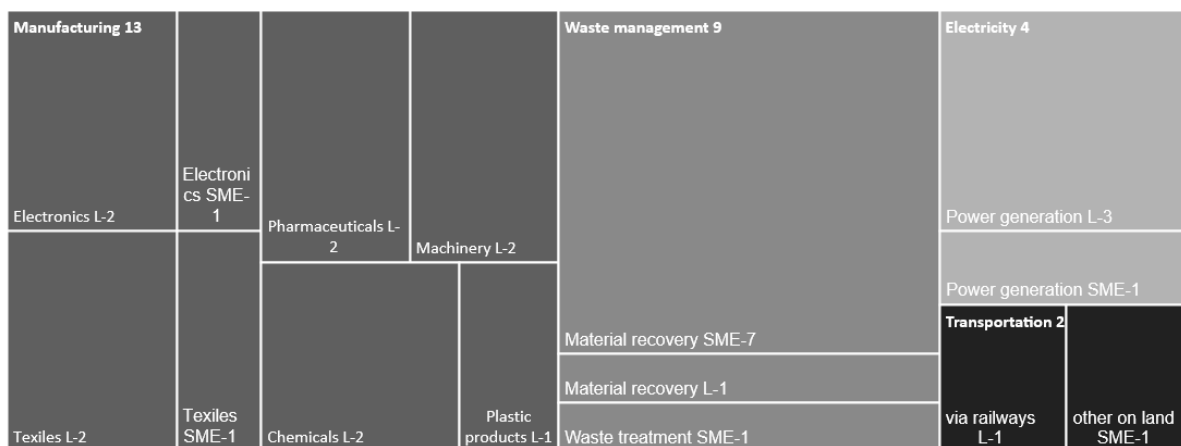 Manufacturing 13
Electronics L-2
Electroni
cs SME-
1
Texiles L-2
Texiles
SME-1
Pharmaceuticals L-
2
Machinery L-2
Chemicals L-2
Plastic
products L-1
Waste management 9
Material recovery SME-7
Material recovery L-1
Waste treatment SME-1
Electricity 4
Power generation L-3
Power generation SME-1
Transportation 2
via railways
L-1
other on land
SME-1